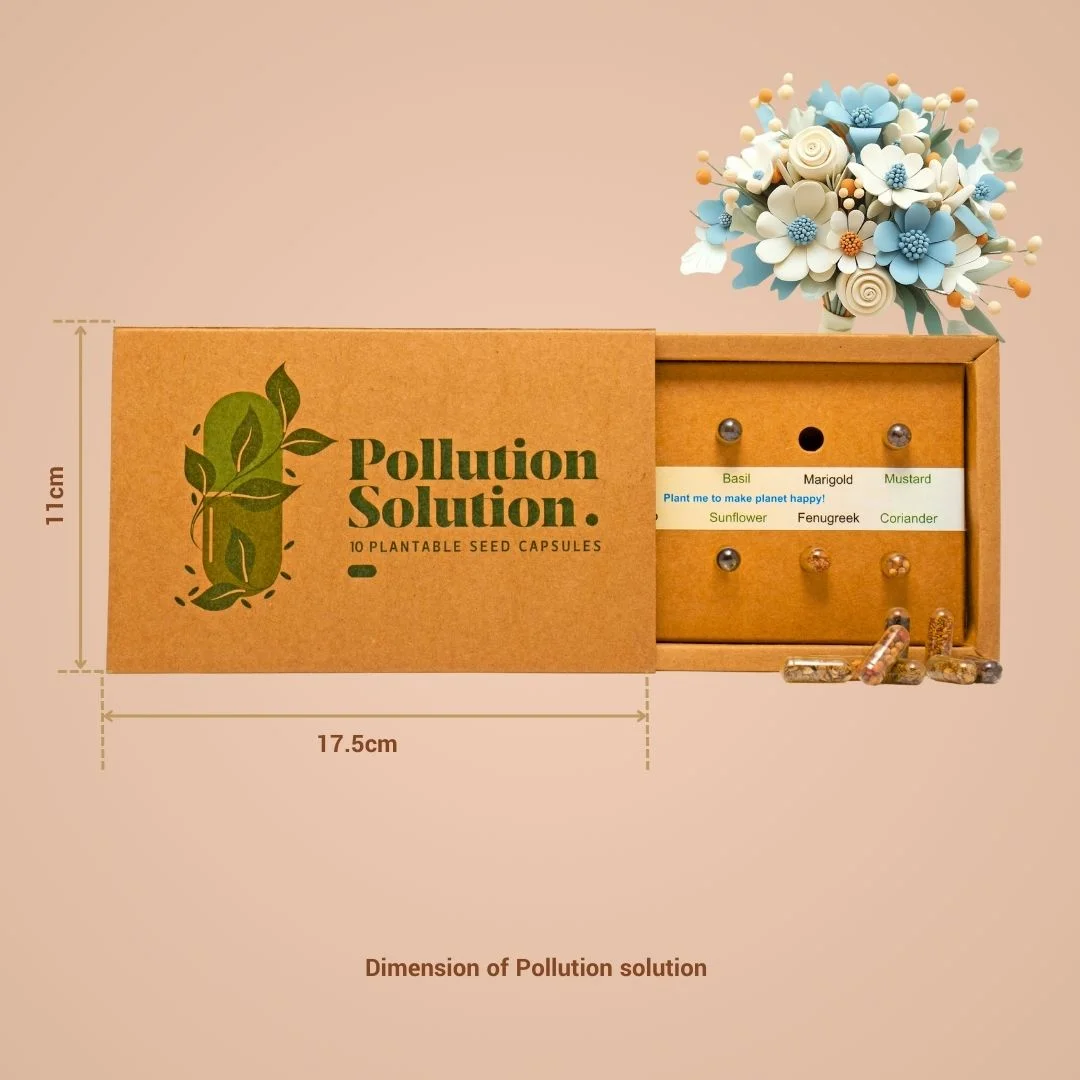 Pollution
Solution.
10 PLANTABLE SEED CAPSULES
Basil Marigold Mustard
Plant me to make planet happy!
Sunflower Fenugreek Coriander
11cm
17.5cm
Dimension of Pollution solution